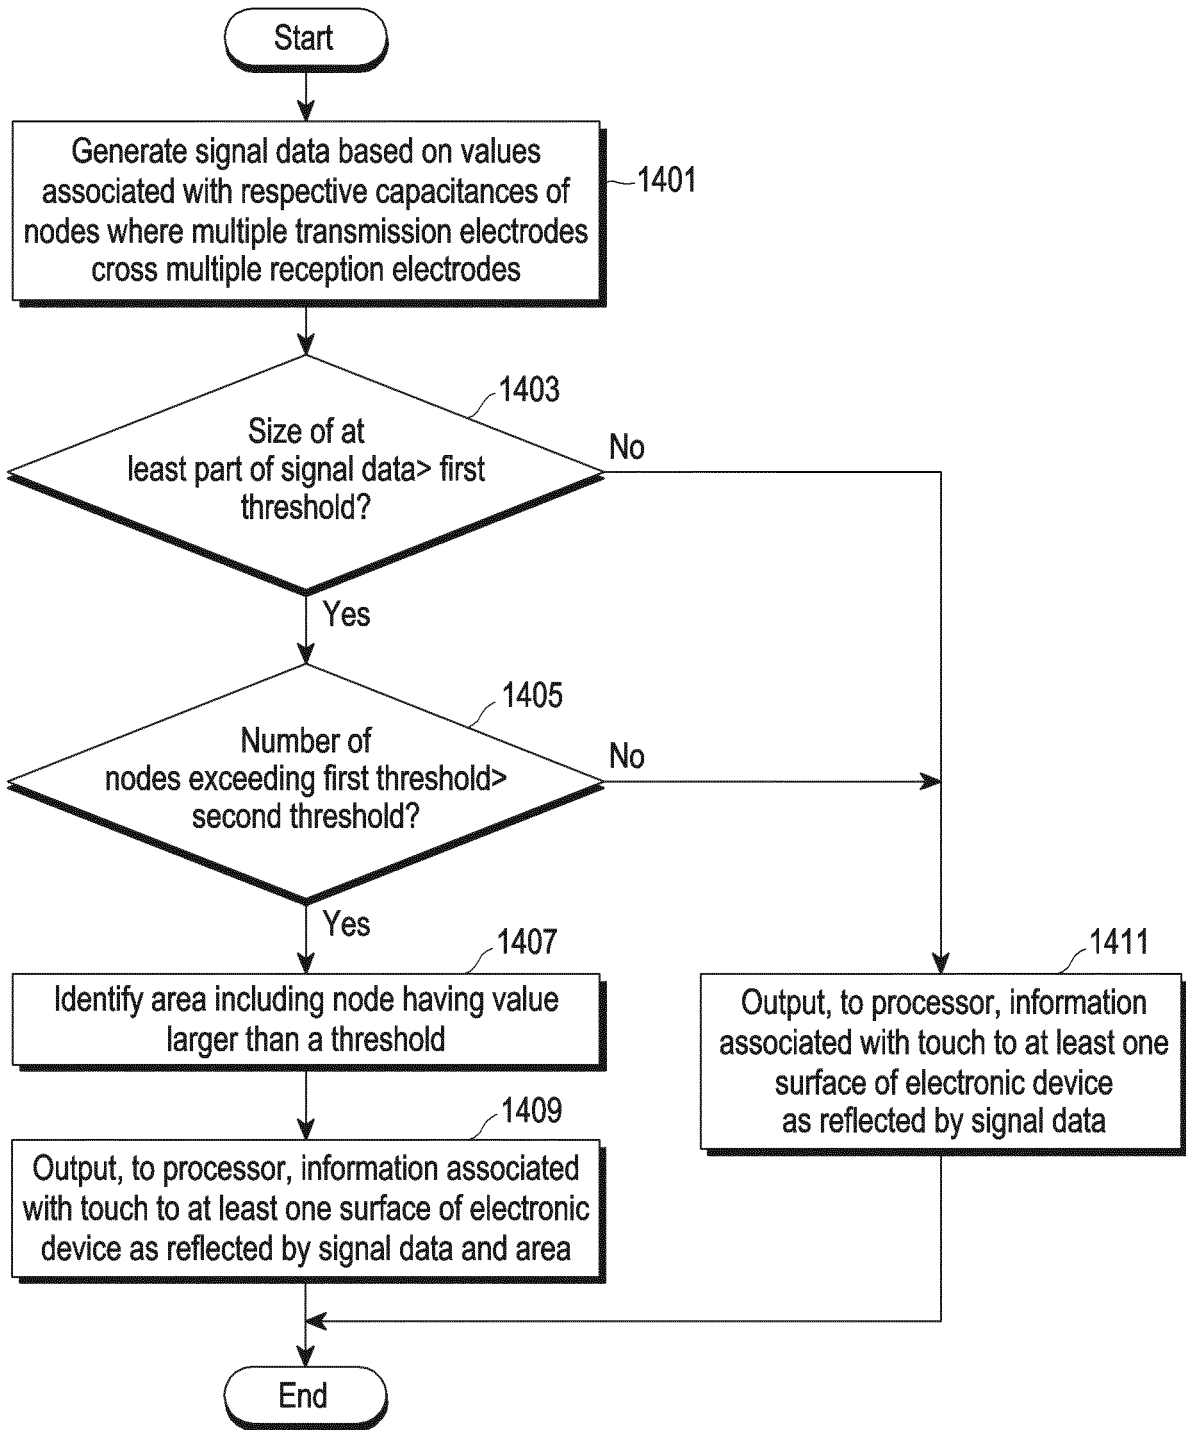 Start
Generate signal data based on values
associated with respective capacitances of
nodes where multiple transmission electrodes
cross multiple reception electrodes
1401
1403
Size of at
least part of signal data> first
threshold?
No
Yes
1405
Number of
nodes exceeding first threshold>
second threshold?
No
Yes
1407
Identify area including node having value
larger than a threshold
1411
Output, to processor, information
associated with touch to at least one
surface of electronic device
as reflected by signal data
1409
Output, to processor, information associated
with touch to at least one surface of electronic
device as reflected by signal data and area
End